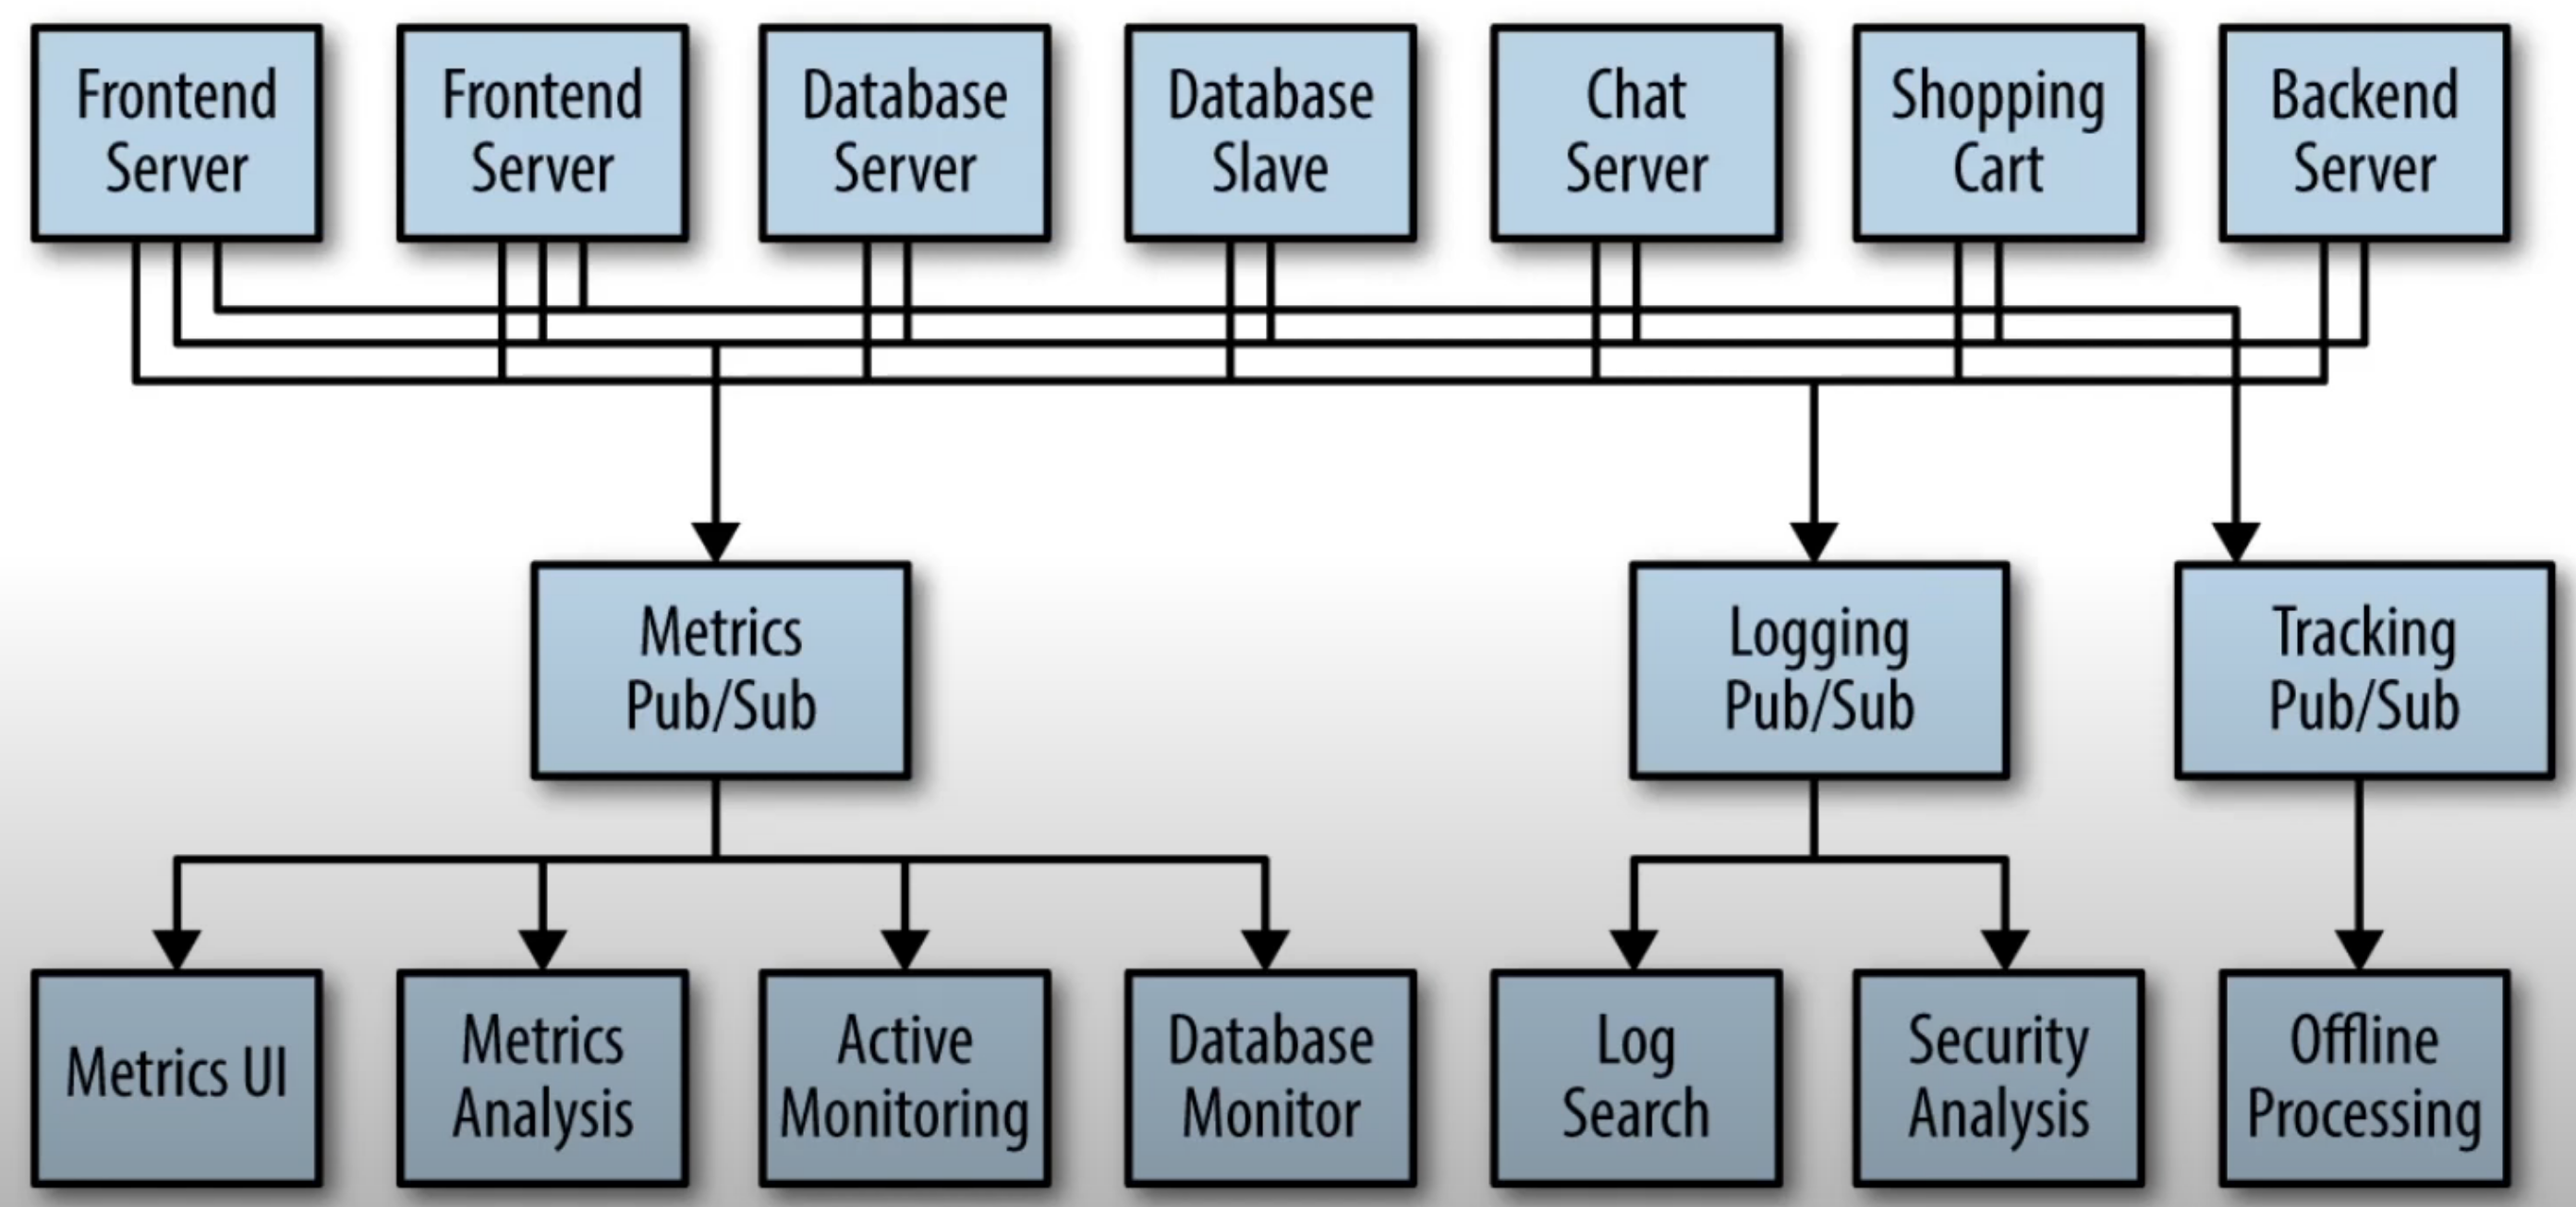 Frontend
Server
Frontend
Server
Database
Server
Database
Slave
Chat
Server
Shopping
Cart
Backend
Server
Metrics
Pub/Sub
Logging
Pub/Sub
Tracking
Pub/Sub
Metrics UI
Metrics
Analysis
Active
Monitoring
Database
Monitor
Log
Search
Security
Analysis
Offline
Processing